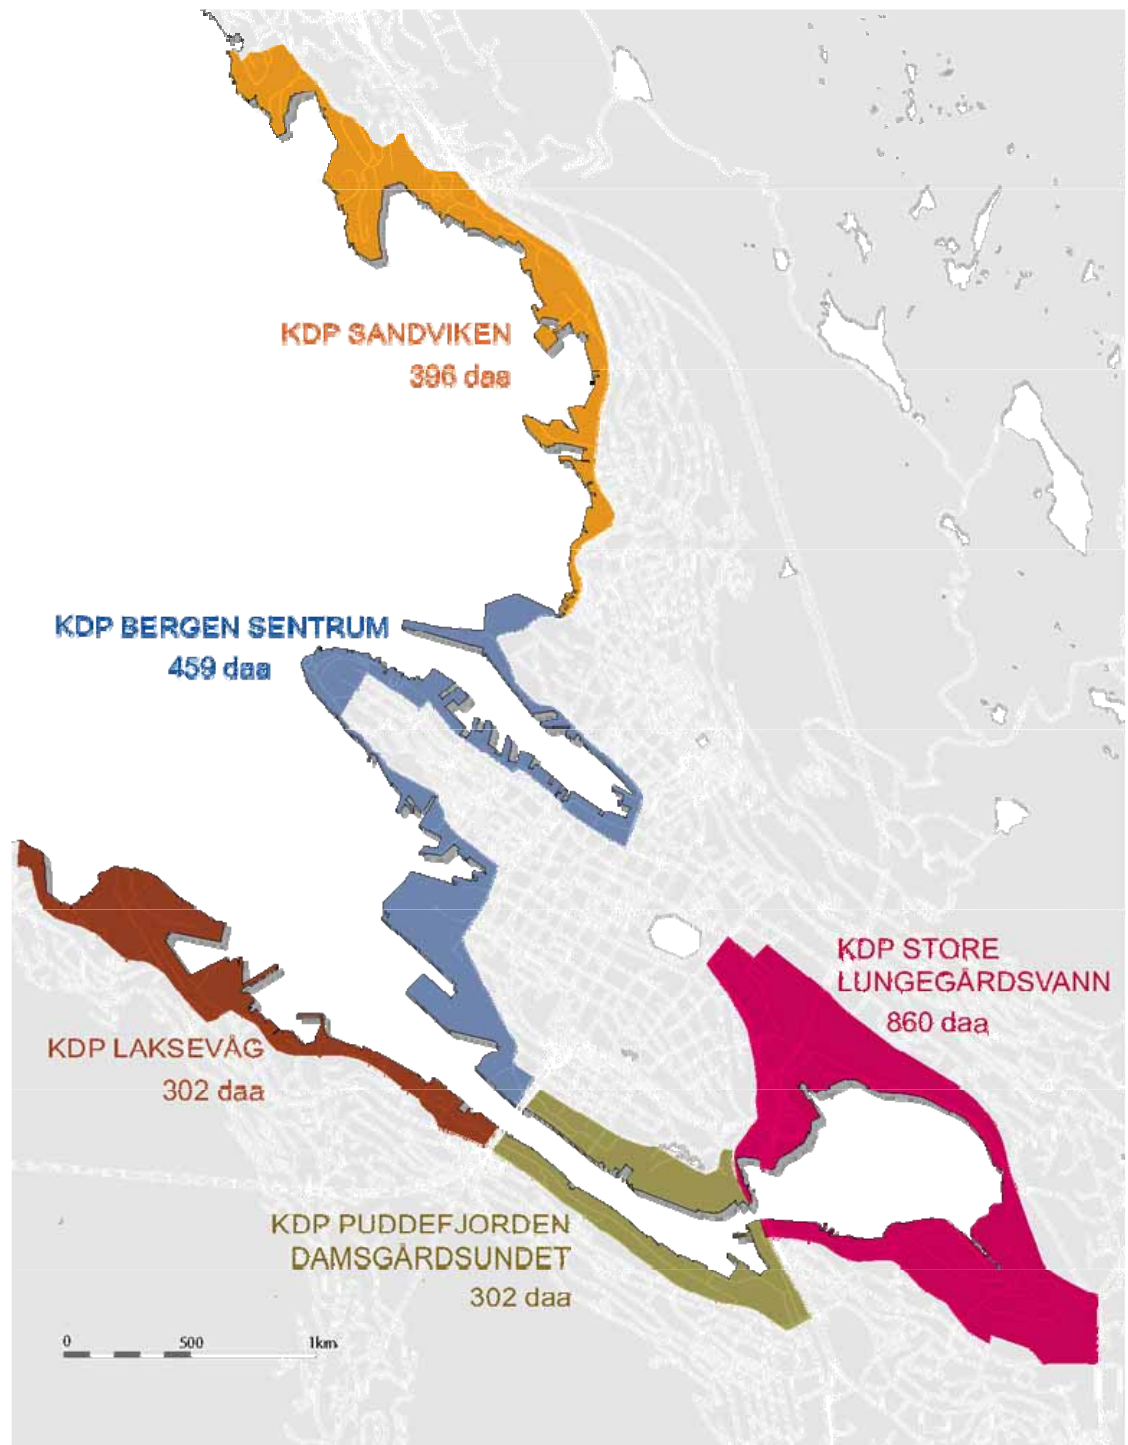 KDP SANDVIKEN
396 daa
KDP BERGEN SENTRUM
459 daa
KDP STORE
LUNGEGÅRDSVANN
860 daa
KDP LAKSEVÅG
302 daa
KDP PUDDEFJORDEN
DAMSGÅRDSUNDET
302 daa
0 500 1km